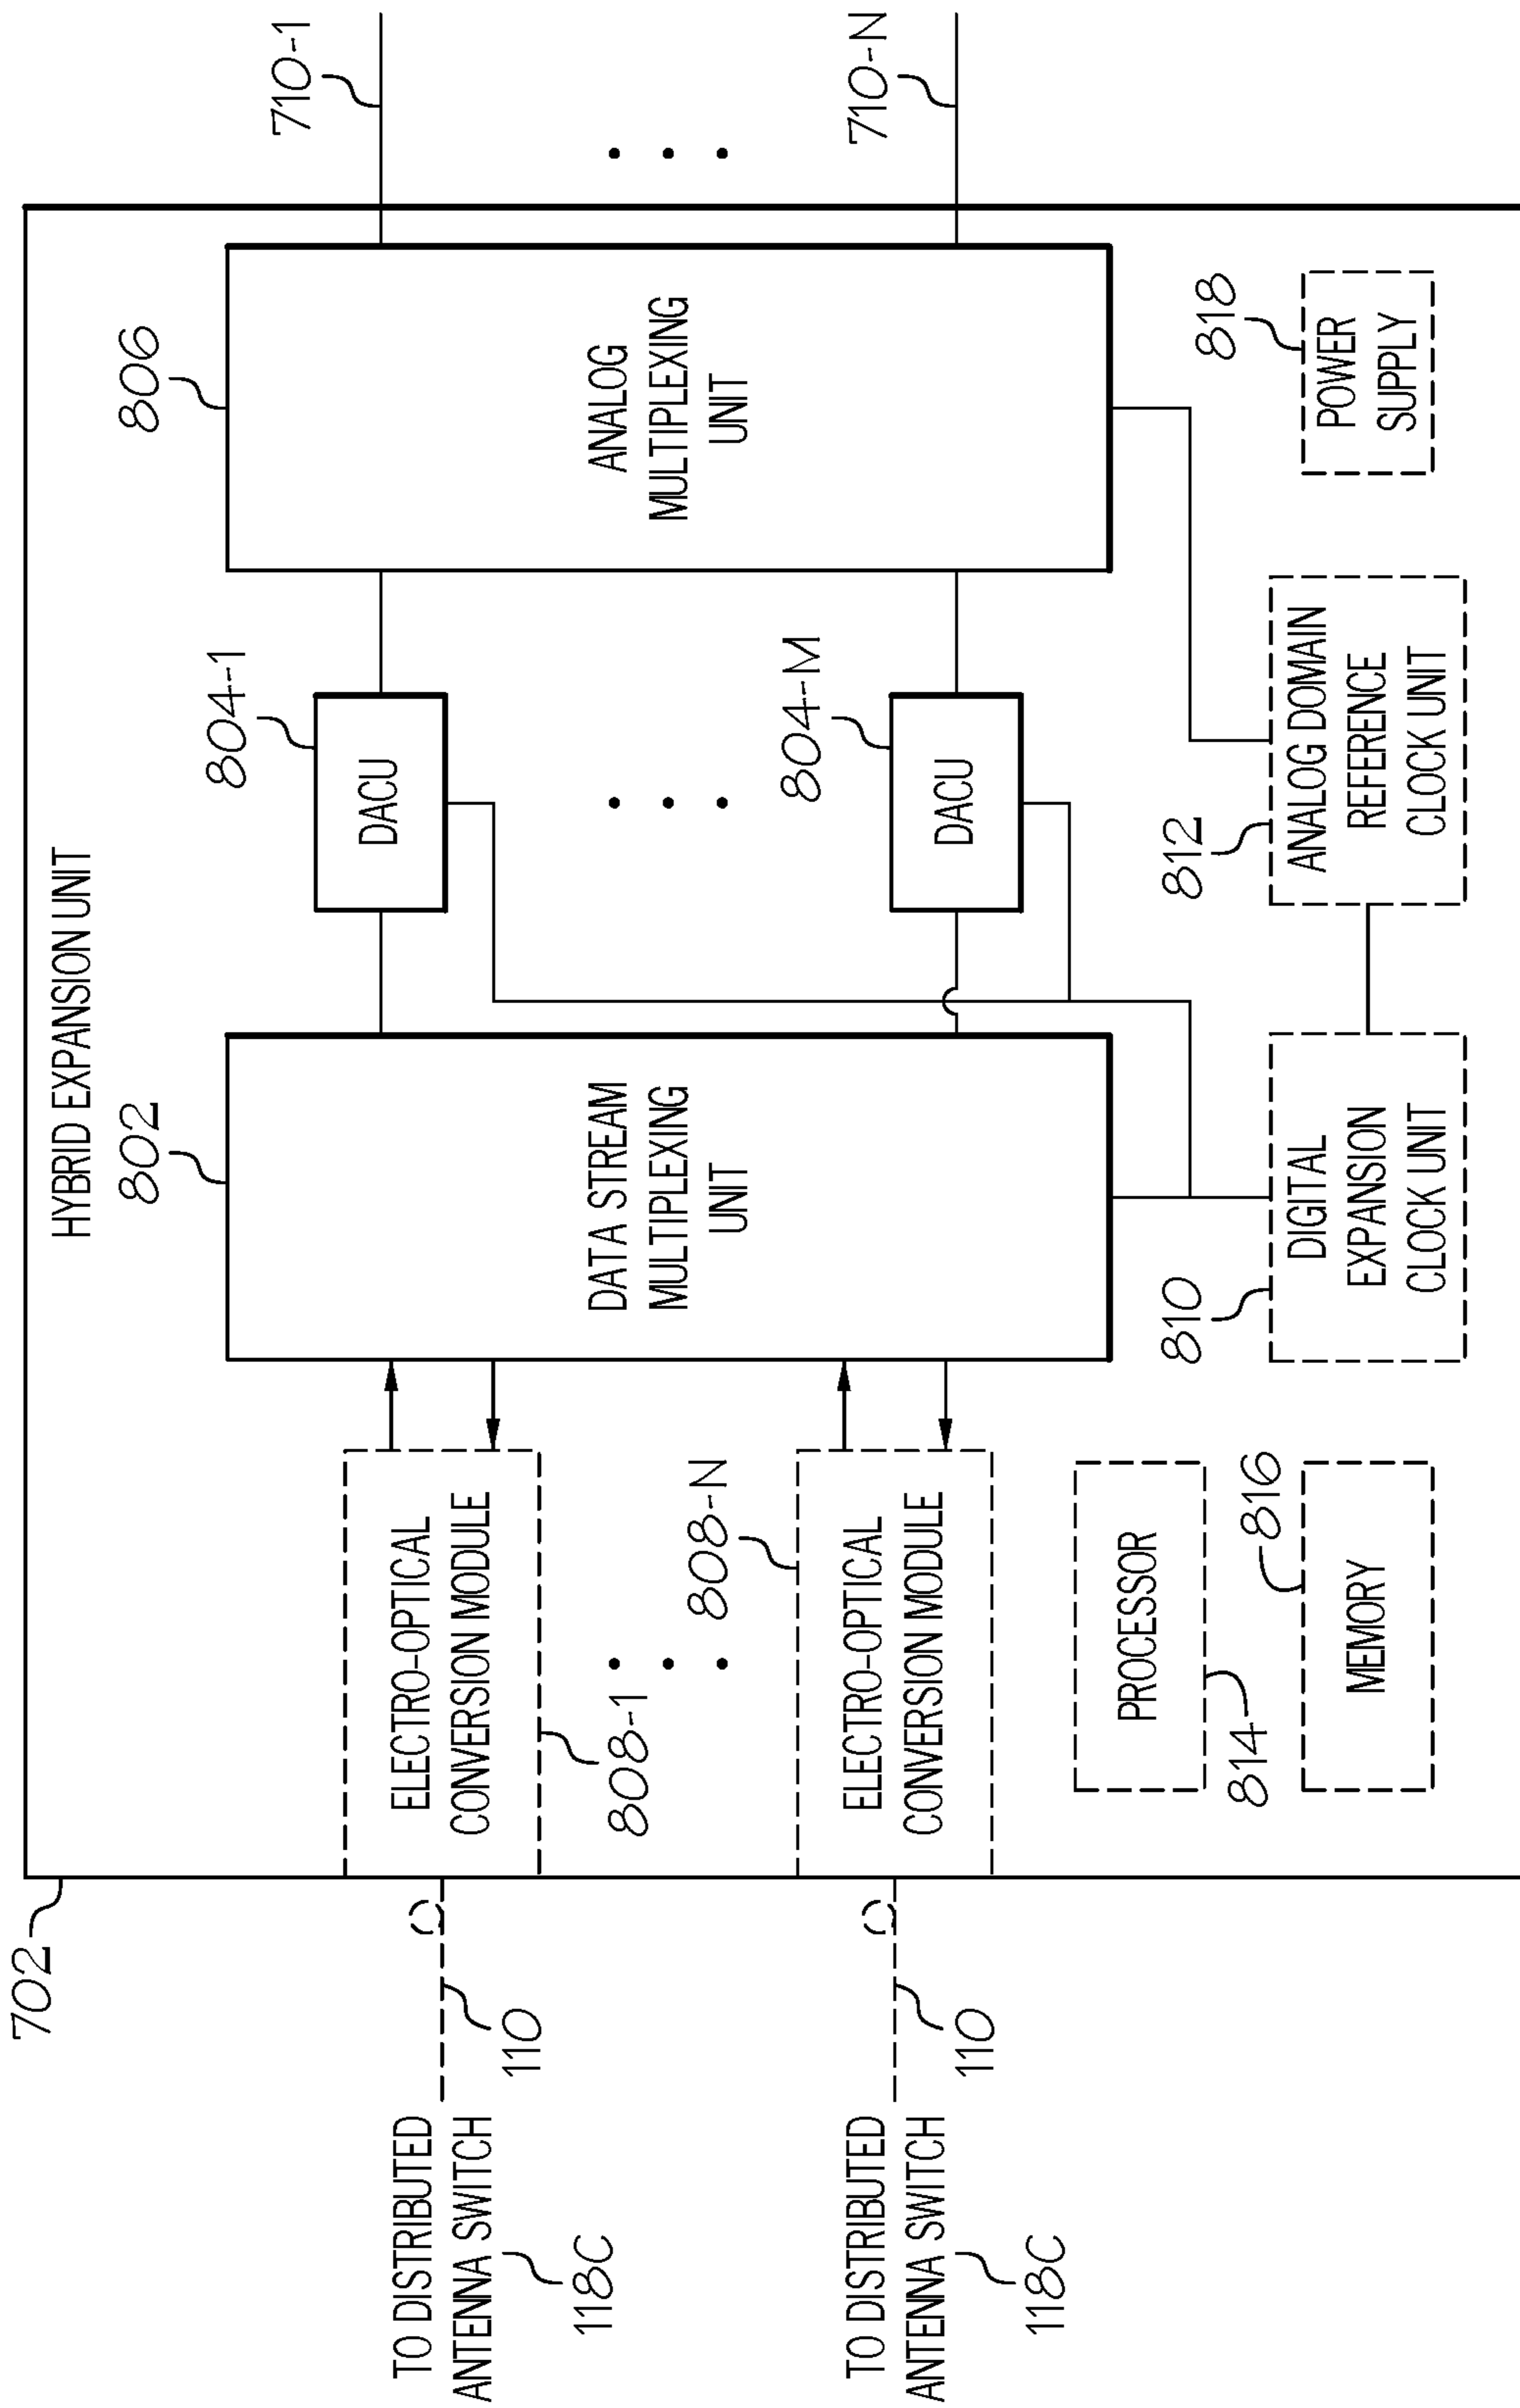 702
HYBRID EXPANSION UNIT
802
806
710-1
TO DISTRIBUTED
ANTENNA SWITCH
118C
110
ELECTRO-OPTICAL
CONVERSION MODULE
808-1
DATA STREAM
MULTIPLEXING
UNIT
804-1
DACU
ANALOG
MULTIPLEXING
UNIT
TO DISTRIBUTED
ANTENNA SWITCH
118C
110
808-N
ELECTRO-OPTICAL
CONVERSION MODULE
804-M
DACU
710-N
814
PROCESSOR
816
MEMORY
810
DIGITAL
EXPANSION
CLOCK UNIT
812
ANALOG DOMAIN
REFERENCE
CLOCK UNIT
818
POWER
SUPPLY